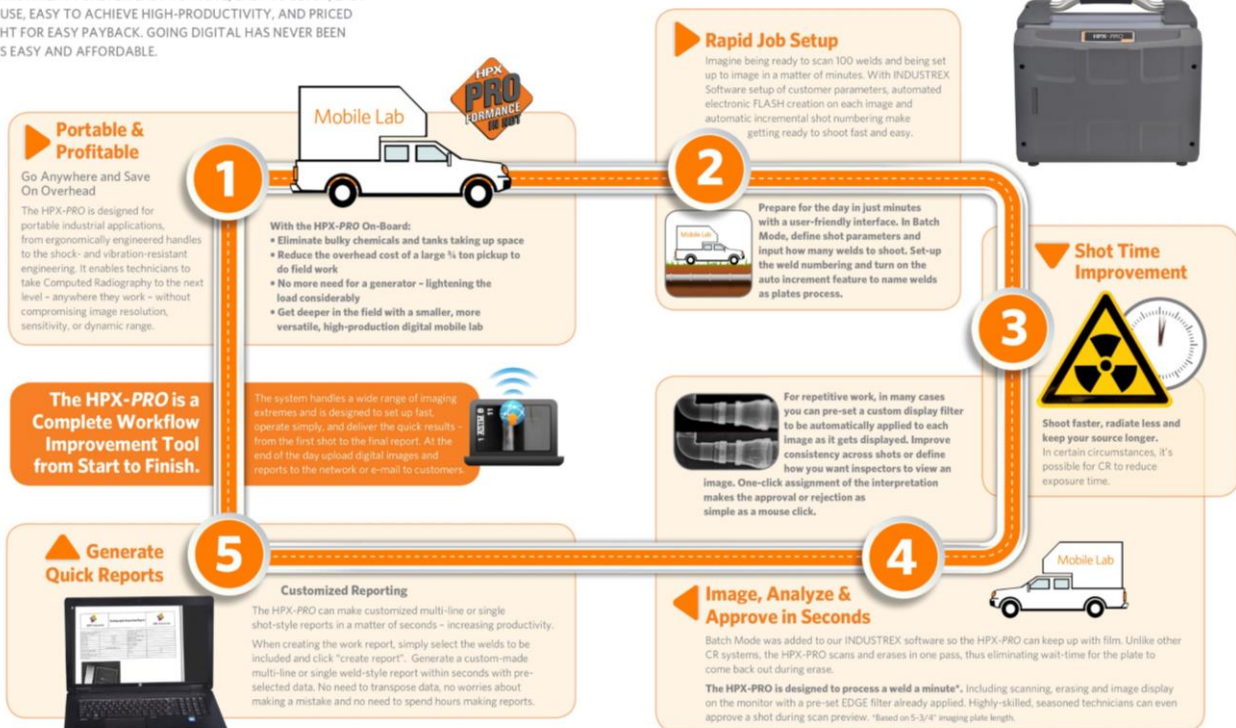 USE, EASY TO ACHIEVE HIGH-PRODUCTIVITY, AND PRICED
HT FOR EASY PAYBACK. GOING DIGITAL HAS NEVER BEEN
S EASY AND AFFORDABLE.
HPX-PRO
Portable &
Profitable
Go Anywhere and Save
On Overhead
The HPX-PRO is designed for
portable industrial applications,
from ergonomically engineered handles
to the shock- and vibration-resistant
engineering. It enables technicians to
take Computed Radiography to the next
level – anywhere they work – without
compromising image resolution,
sensitivity, or dynamic range.
1
Mobile Lab
HPX
PRO
FORMANCE
IN NDT
With the HPX-PRO On-Board:
• Eliminate bulky chemicals and tanks taking up space
• Reduce the overhead cost of a large ¾ ton pickup to
do field work
• No more need for a generator – lightening the
load considerably
• Get deeper in the field with a smaller, more
versatile, high-production digital mobile lab
Rapid Job Setup
Imagine being ready to scan 100 welds and being set
up to image in a matter of minutes. With INDUSTREX
Software setup of customer parameters, automated
electronic FLASH creation on each image and
automatic incremental shot numbering make
getting ready to shoot fast and easy.
2
Mobile Lab
Prepare for the day in just minutes
with a user-friendly interface. In Batch
Mode, define shot parameters and
input how many welds to shoot. Set-up
the weld numbering and turn on the
auto increment feature to name welds
as plates process.
Shot Time
Improvement
3
Shoot faster, radiate less and
keep your source longer.
In certain circumstances, it's
possible for CR to reduce
exposure time.
The HPX-PRO is a
Complete Workflow
Improvement Tool
from Start to Finish.
The system handles a wide range of imaging
extremes and is designed to set up fast,
operate simply, and deliver the quick results –
from the first shot to the final report. At the
end of the day upload digital images and
reports to the network or e-mail to customers.
1 ASTM B
11
For repetitive work, in many cases
you can pre-set a custom display filter
to be automatically applied to each
image as it gets displayed. Improve
consistency across shots or define
how you want inspectors to view an
image. One-click assignment of the interpretation
makes the approval or rejection as
simple as a mouse click.
4
Mobile Lab
Image, Analyze &
Approve in Seconds
Batch Mode was added to our INDUSTREX software so the HPX-PRO can keep up with film. Unlike other
CR systems, the HPX-PRO scans and erases in one pass, thus eliminating wait-time for the plate to
come back out during erase.
The HPX-PRO is designed to process a weld a minute*. Including scanning, erasing and image display
on the monitor with a pre-set EDGE filter already applied. Highly-skilled, seasoned technicians can even
approve a shot during scan preview. *Based on 5-3/4" imaging plate length.
5
Generate
Quick Reports
Customized Reporting
The HPX-PRO can make customized multi-line or single
shot-style reports in a matter of seconds – increasing productivity.
When creating the work report, simply select the welds to be
included and click "create report". Generate a custom-made
multi-line or single weld-style report within seconds with pre-
selected data. No need to transpose data, no worries about
making a mistake and no need to spend hours making reports.